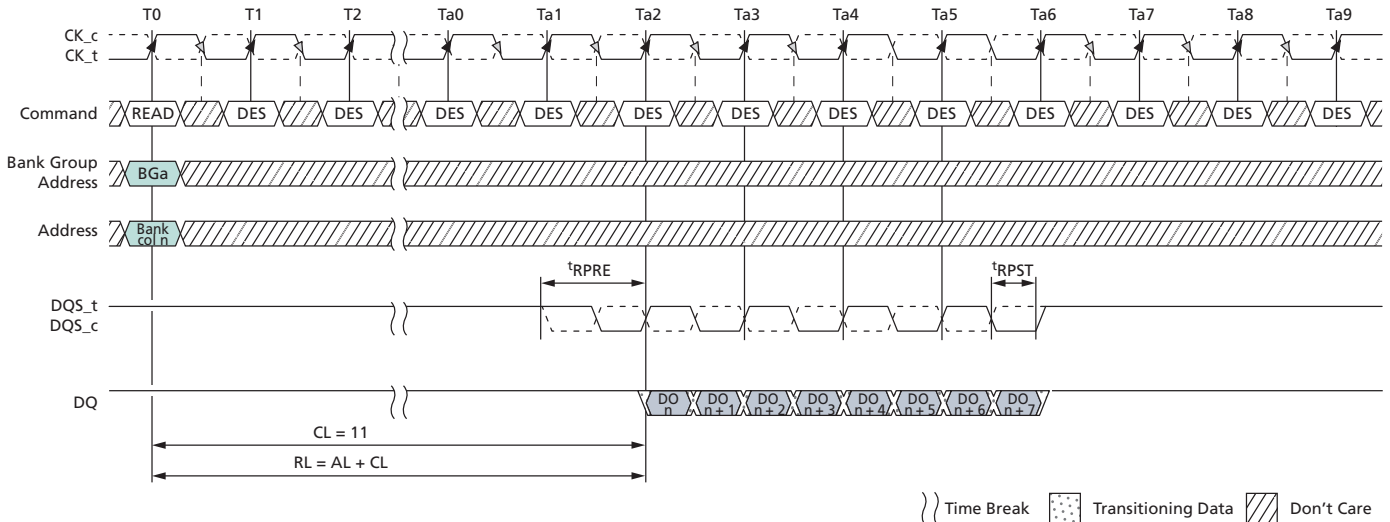 T0 T1 T2 Ta0 Ta1 Ta2 Ta3 Ta4 Ta5 Ta6 Ta7 Ta8 Ta9
CK_c
CK_t
Command READ DES DES DES DES DES DES DES DES DES DES DES DES
Bank Group
Address
BGa
Address
Bank
col n
tRPRE
tRPST
DQS_t
DQS_c
DQ
DO DO DO DO DO DO DO DO
n n + 1 n + 2 n + 3 n + 4 n + 5 n + 6 n + 7
CL = 11
RL = AL + CL
Time Break Transitioning Data Don't Care